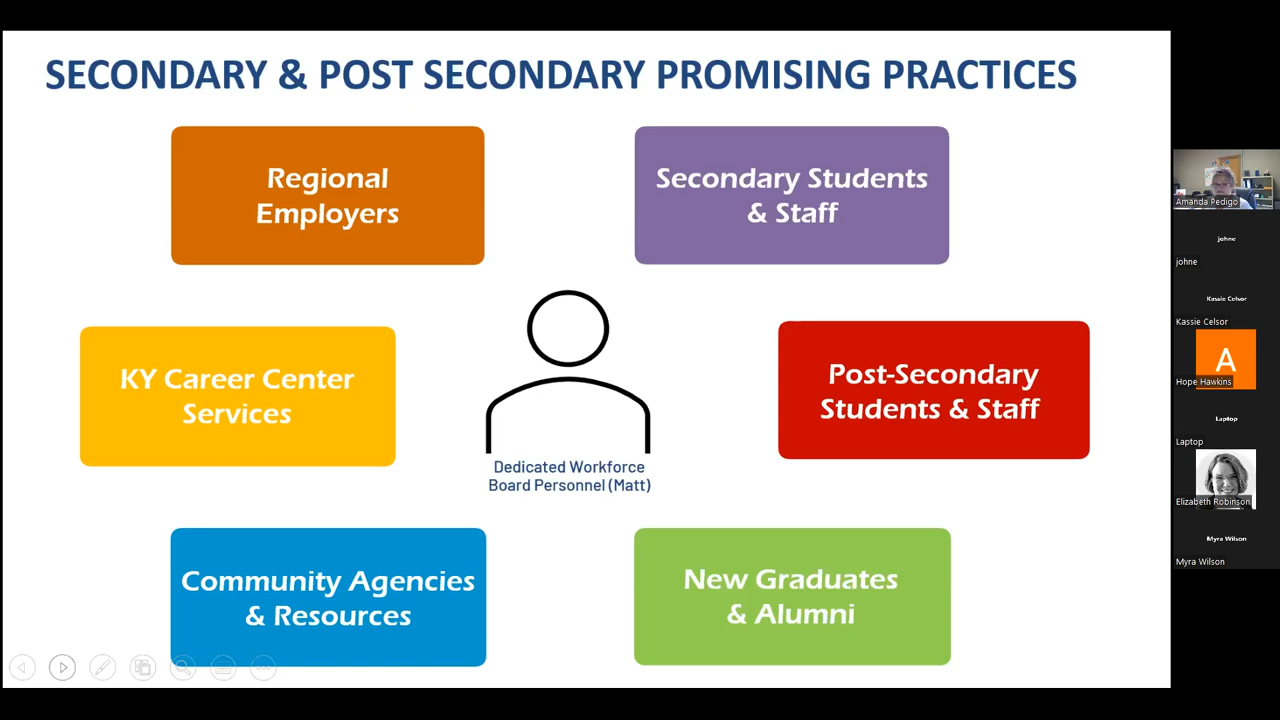 SECONDARY & POST SECONDARY PROMISING PRACTICES
Regional
Employers
Secondary Students
& Staff
KY Career Center
Services
Post-Secondary
Students & Staff
Dedicated Workforce
Board Personnel (Matt)
Community Agencies
& Resources
New Graduates
& Alumni
Amanda Pedigo
johne
johne
Kassie Celsor
Kassie Celsor
A
Hope Hawkins
Laptop
Laptop
Elizabeth Robinson
Myra Wilson
Myra Wilson